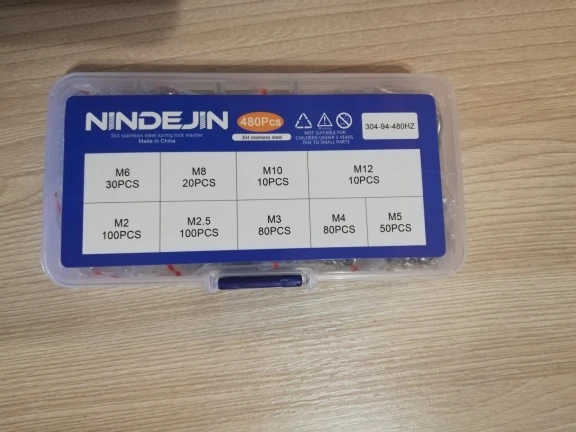 NINDEJIN
480Pcs
304 stainless steel spring lock washer
304 stainless steel
Made in China
WARNING
NOT SUITABLE FOR
CHILDREN UNDER 5 YEARS
DUE TO SMALL PARTS
304-94-480HZ
M6
30PCS
M8
20PCS
M10
10PCS
M12
10PCS
M2
100PCS
M2.5
100PCS
M3
80PCS
M4
80PCS
M5
50PCS